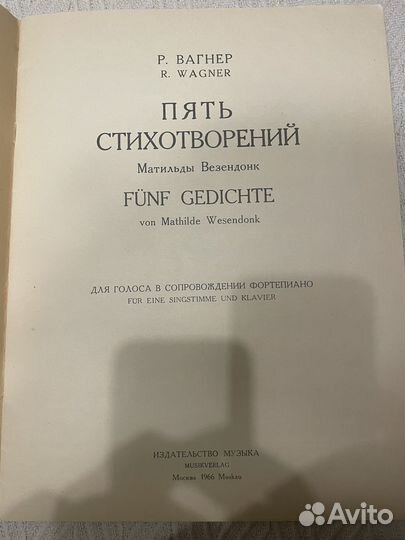 Р. ВАГНЕР
R. WAGNER
ПЯТЬ
СТИХОТВОРЕНИЙ
Матильды Везендонк
FÜNF GEDICHTE
von Mathilde Wesendonk
ДЛЯ ГОЛОСА В СОПРОВОЖДЕНИИ ФОРТЕПИАНО
FÜR EINE SINGSTIMME UND KLAVIER
ИЗДАТЕЛЬСТВО МУЗЫКА
MUSIKVERLAG
Москва 1966 Moskau
Avito